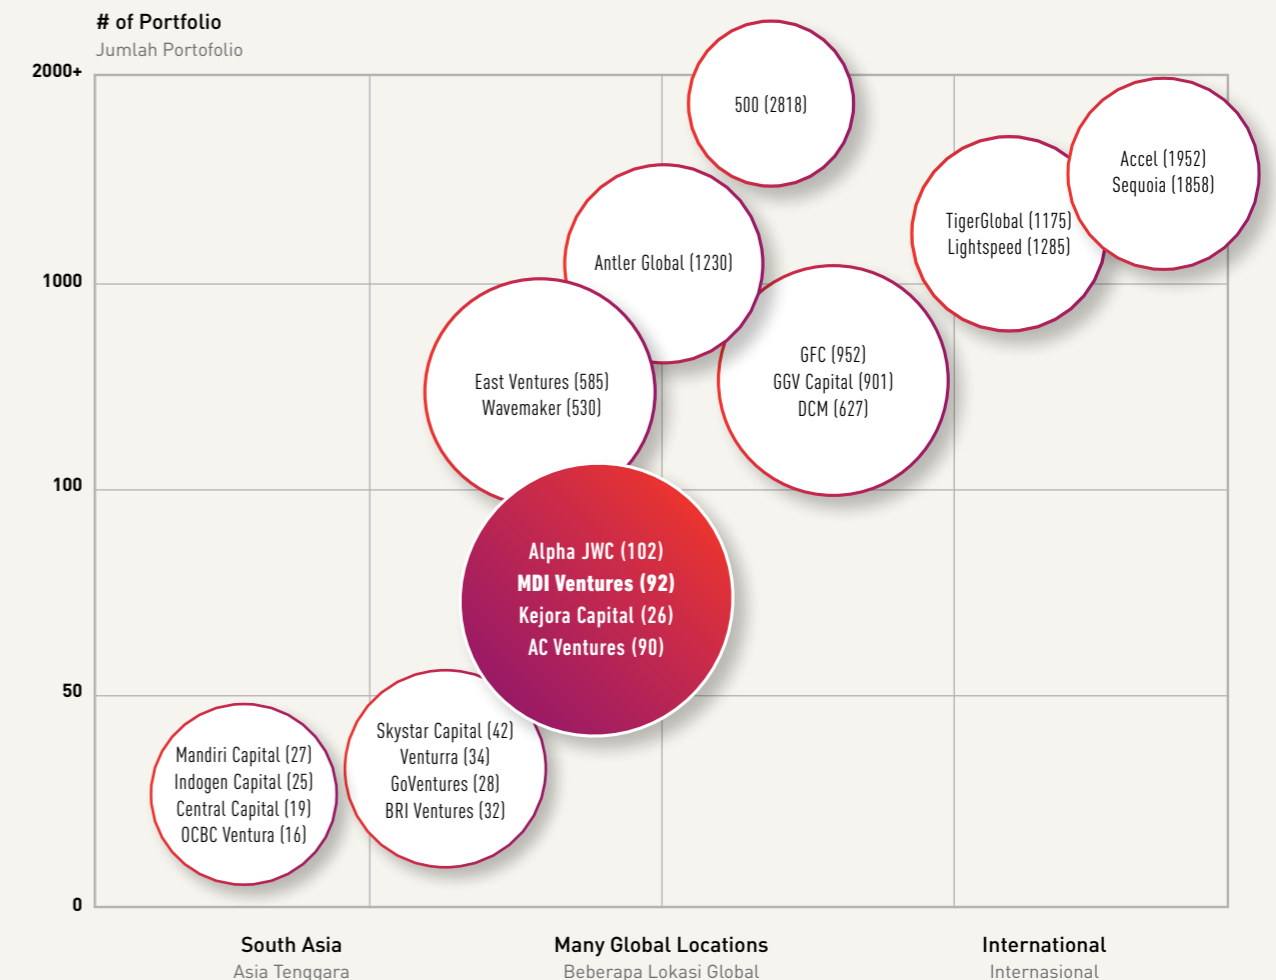 # of Portfolio
Jumlah Portofolio
2000+
500 (2818)
Accel (1952)
Sequoia (1858)
TigerGlobal (1175)
Lightspeed (1285)
Antler Global (1230)
1000
GFC (952)
GGV Capital (901)
DCM (627)
East Ventures (585)
Wavemaker (530)
100
Alpha JWC (102)
MDI Ventures (92)
Kejora Capital (26)
AC Ventures (90)
50
Skystar Capital (42)
Venturra (34)
GoVentures (28)
BRI Ventures (32)
Mandiri Capital (27)
Indogen Capital (25)
Central Capital (19)
OCBC Ventura (16)
0
South Asia
Asia Tenggara
Many Global Locations
Beberapa Lokasi Global
International
Internasional